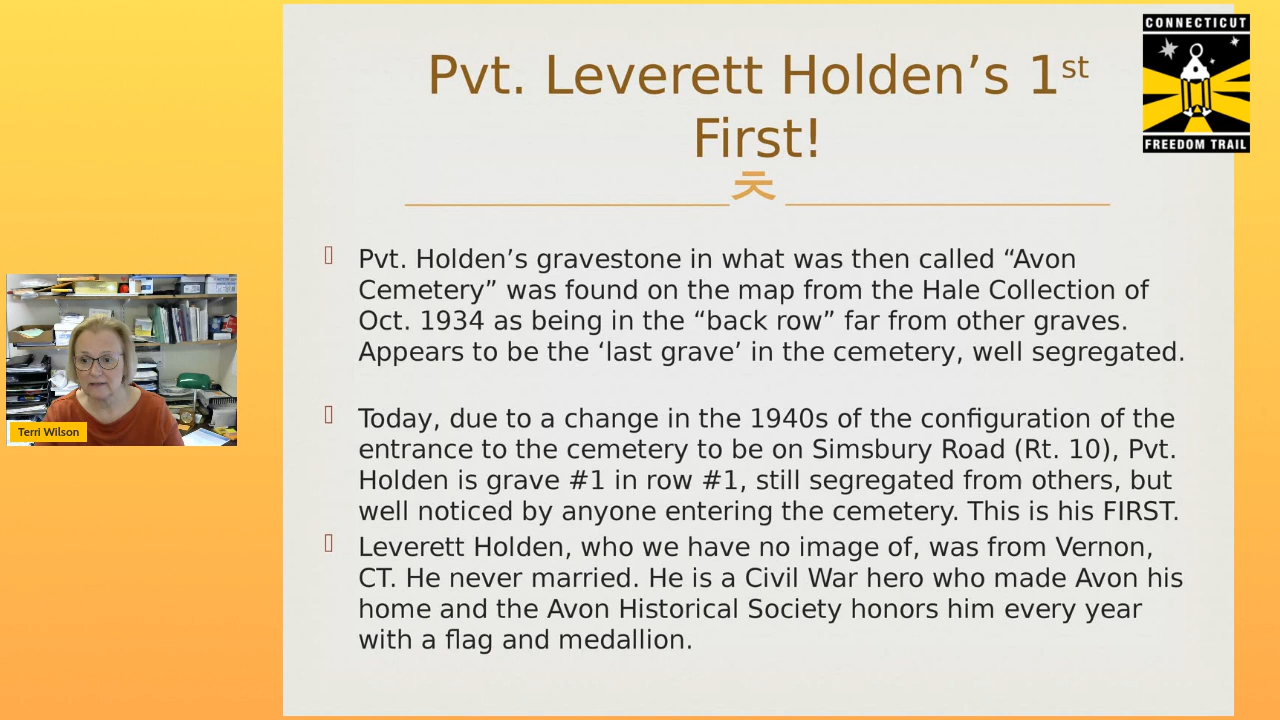 CONNECTICUT
FREEDOM TRAIL
Pvt. Leverett Holden’s 1st
First!
Pvt. Holden’s gravestone in what was then called “Avon
Cemetery” was found on the map from the Hale Collection of
Oct. 1934 as being in the “back row” far from other graves.
Appears to be the ‘last grave’ in the cemetery, well segregated.
Today, due to a change in the 1940s of the configuration of the
entrance to the cemetery to be on Simsbury Road (Rt. 10), Pvt.
Holden is grave #1 in row #1, still segregated from others, but
well noticed by anyone entering the cemetery. This is his FIRST.
Leverett Holden, who we have no image of, was from Vernon,
CT. He never married. He is a Civil War hero who made Avon his
home and the Avon Historical Society honors him every year
with a flag and medallion.
Terri Wilson